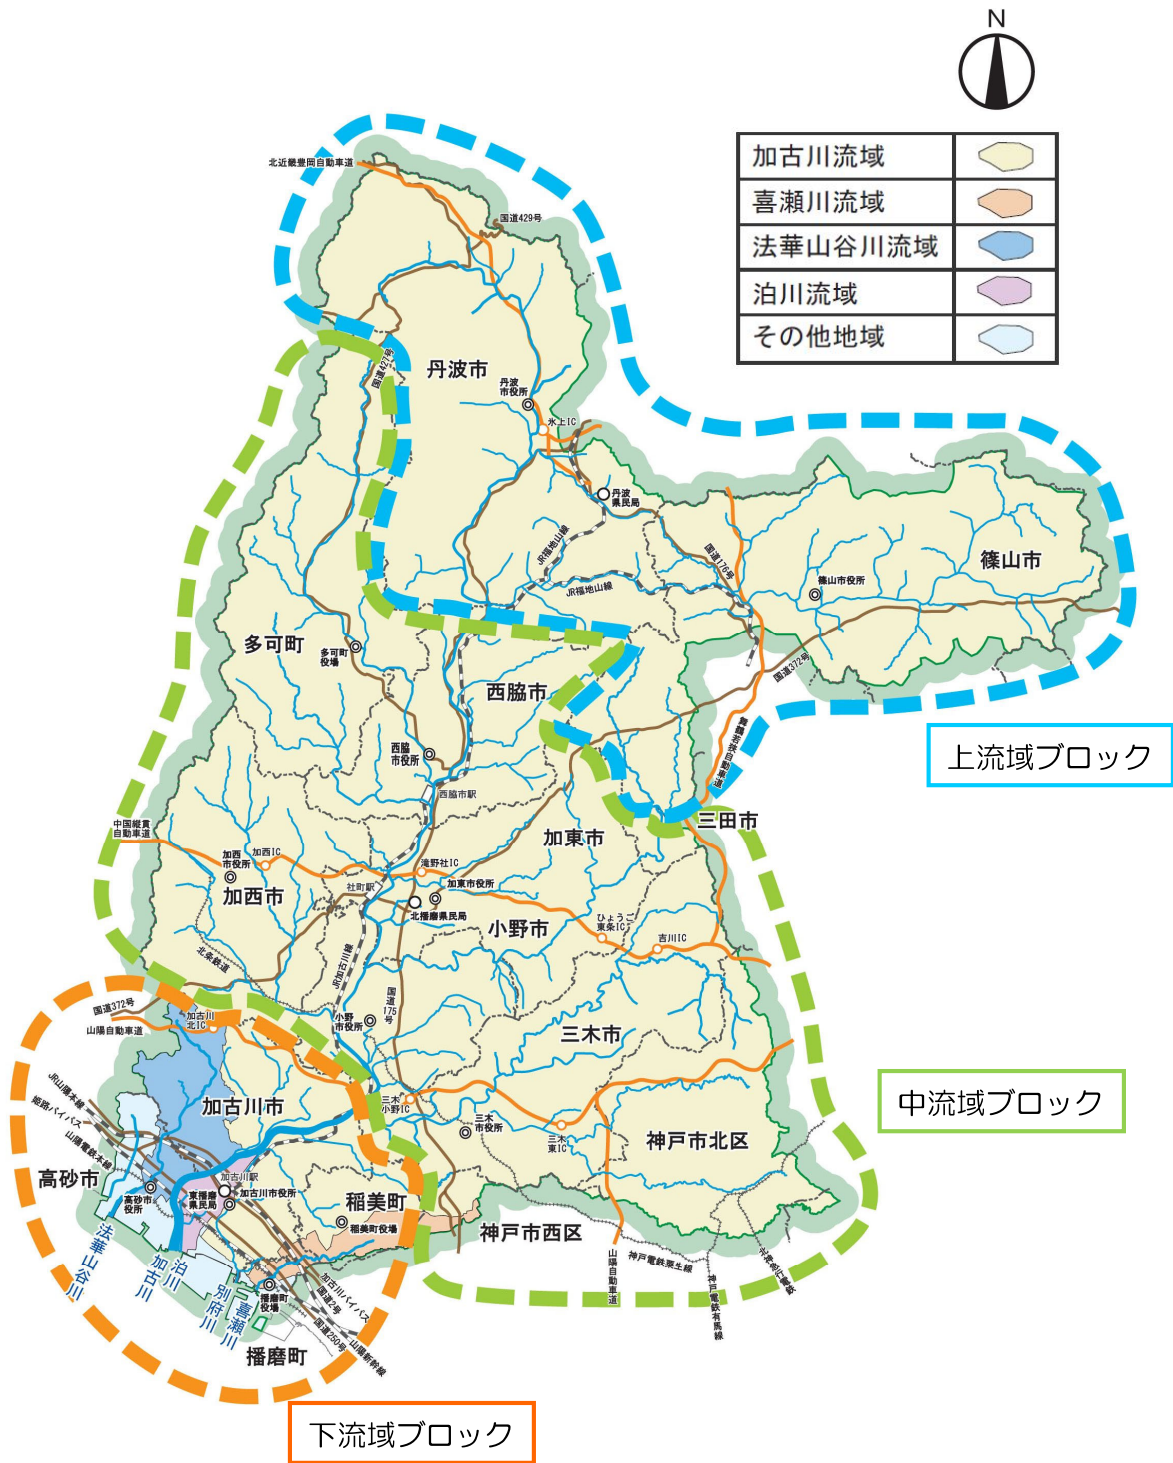 N
加古川流域
喜瀬川流域
法華山谷川流域
泊川流域
その他地域
北近畿豊岡自動車道
国道429号
国道427号
丹波市
丹波
市役所
氷上IC
丹波
県民局
JR福地山線
JR福地山線
国道176号
篠山市
篠山市役所
国道372号
多可町
多可町
役場
西脇市
西脇
市役所
西脇市駅
舞鶴若狭自動車道
上流域ブロック
三田市
中国縦貫
自動車道
加西
市役所
加西IC
加西市
滝野社IC
加東市
加東市役所
社町駅
北播磨県民局
小野市
ひょうご
東条IC
吉川IC
北条鉄道
JR加古川線
国道175号
国道372号
山陽自動車道
加古川
北IC
小野
市役所
三木市
三木
小野IC
三木
市役所
三木
東IC
中流域ブロック
神戸市北区
JR山陽本線
姫路バイパス
山陽電鉄本線
加古川市
高砂市
高砂市
役所
加古川駅
東播磨
県民局
加古川市役所
稲美町
稲美町役場
神戸市西区
山陽自動車道
神戸電鉄粟生線
神戸電鉄有馬線
北神急行電鉄
法華山谷川
加古川
泊川
別府川
喜瀬川
播磨町
役場
播磨町
加古川バイパス
国道2号
国道250号
山陽新幹線
下流域ブロック